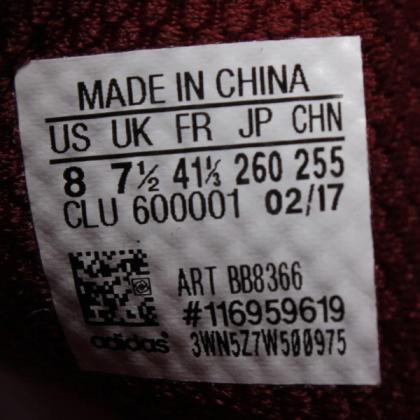 MADE IN CHINA
US UK FR JP CHN
8 7½ 41⅓ 260 255
CLU 600001 02/17
ART BB8366
#116959619
adidas® 3WN5Z7W500975